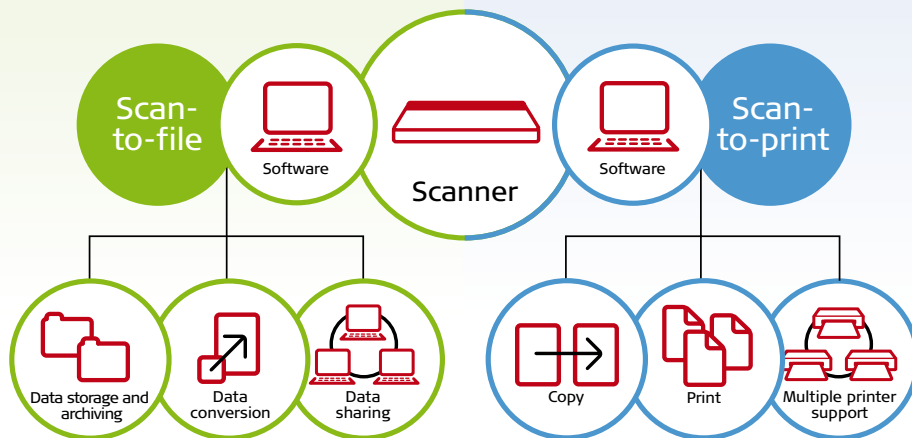 Scan-
to-file
Software
Scanner
Software
Scan-
to-print
Data storage and
archiving
Data
conversion
Data
sharing
Copy
Print
Multiple printer
support